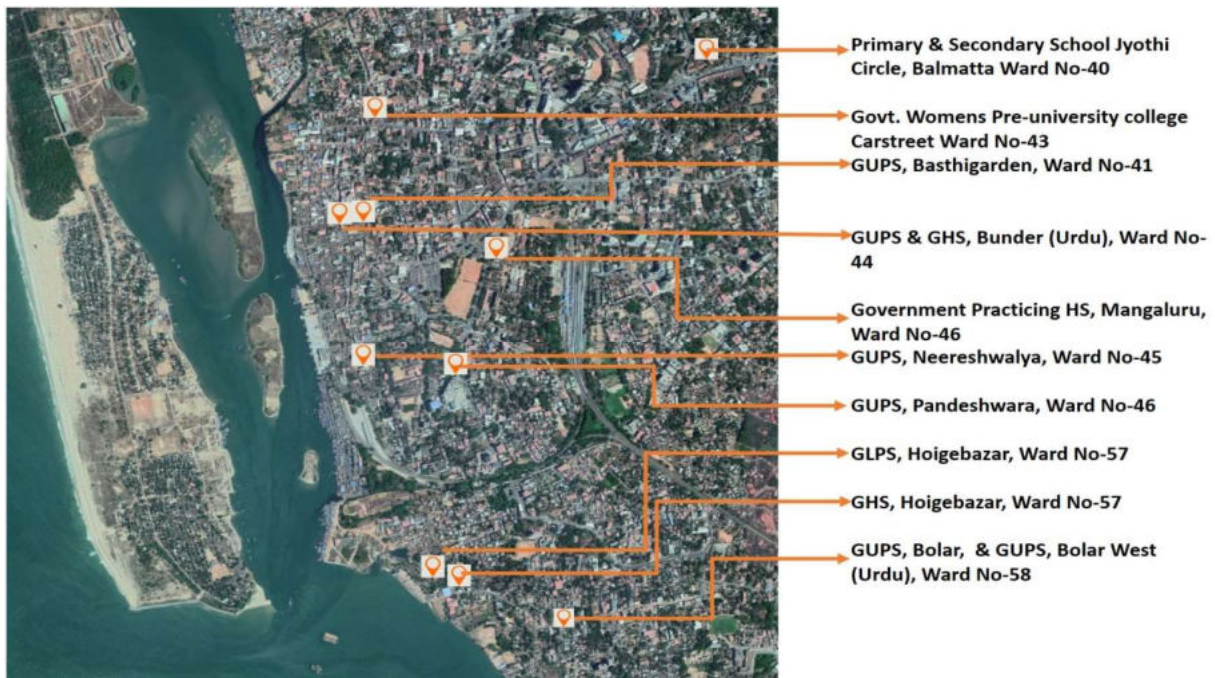 Primary & Secondary School Jyothi
Circle, Balmatta Ward No-40
Govt. Womens Pre-university college
Carstreet Ward No-43
GUPS, Basthigarden, Ward No-41
GUPS & GHS, Bunder (Urdu), Ward No-
44
Government Practicing HS, Mangaluru,
Ward No-46
GUPS, Neereshwalya, Ward No-45
GUPS, Pandeshwara, Ward No-46
GLPS, Hoigebazar, Ward No-57
GHS, Hoigebazar, Ward No-57
GUPS, Bolar,  & GUPS, Bolar West
(Urdu), Ward No-58